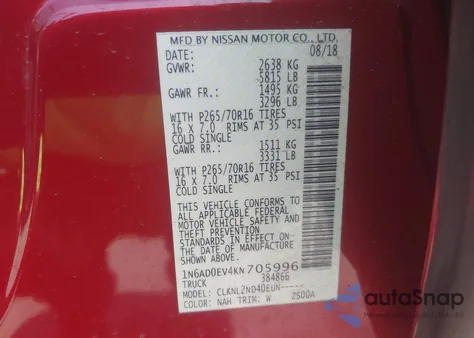 MFD BY NISSAN MOTOR CO., LTD.
DATE: 08/18
GVWR: 2638 KG
5815 LB
GAWR FR.: 1495 KG
3296 LB
WITH P265/70R16 TIRES
16 X 7.0 RIMS AT 35 PSI
COLD SINGLE
GAWR RR.: 1511 KG
3331 LB
WITH P265/70R16 TIRES
16 X 7.0 RIMS AT 35 PSI
COLD SINGLE
THIS VEHICLE CONFORMS TO
ALL APPLICABLE FEDERAL
MOTOR VEHICLE SAFETY AND
THEFT PREVENTION
STANDARDS IN EFFECT ON
THE DATE OF MANUFACTURE
SHOWN ABOVE.
1N6AD0EV4KN705996
TRUCK 384866
MODEL: CLKNLZND40EUN-----
COLOR: NAH TRIM: W 2S00A
autoSnap